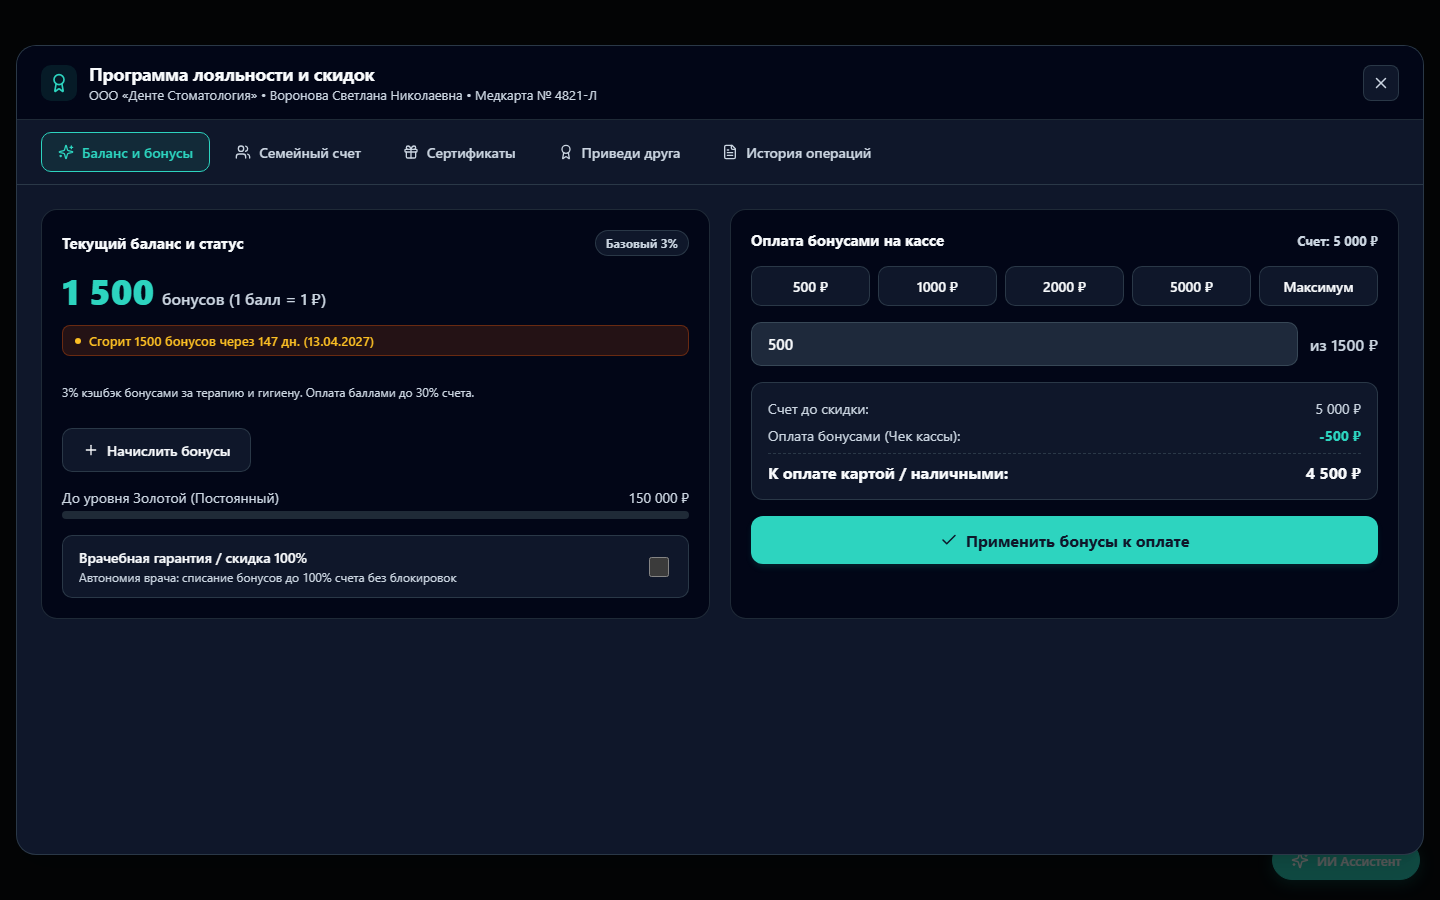 Программа лояльности и скидок
ООО «Денте Стоматология» • Воронова Светлана Николаевна • Медкарта № 4821-Л
Баланс и бонусы
Семейный счет
Сертификаты
Приведи друга
История операций
Текущий баланс и статус
Базовый 3%
1 500 бонусов (1 балл = 1 ₽)
Сгорит 1500 бонусов через 147 дн. (13.04.2027)
3% кэшбэк бонусами за терапию и гигиену. Оплата баллами до 30% счета.
Начислить бонусы
До уровня Золотой (Постоянный)
150 000 ₽
Врачебная гарантия / скидка 100%
Автономия врача: списание бонусов до 100% счета без блокировок
Оплата бонусами на кассе
Счет: 5 000 ₽
500 ₽
1000 ₽
2000 ₽
5000 ₽
Максимум
500
из 1500 ₽
Счет до скидки:
5 000 ₽
Оплата бонусами (Чек кассы):
-500 ₽
К оплате картой / наличными:
4 500 ₽
Применить бонусы к оплате
ИИ Ассистент